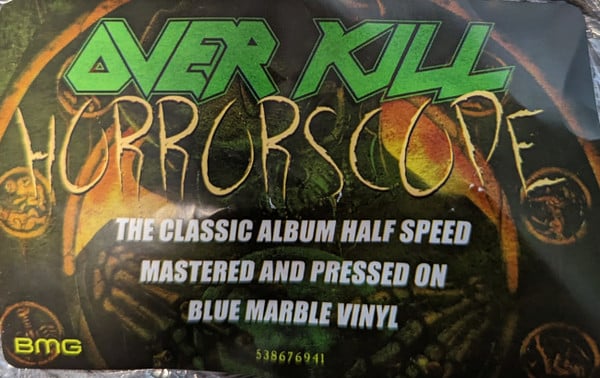 OVER KILL
HORRORSCOPE
THE CLASSIC ALBUM HALF SPEED
MASTERED AND PRESSED ON
BLUE MARBLE VINYL
BMG
538676941